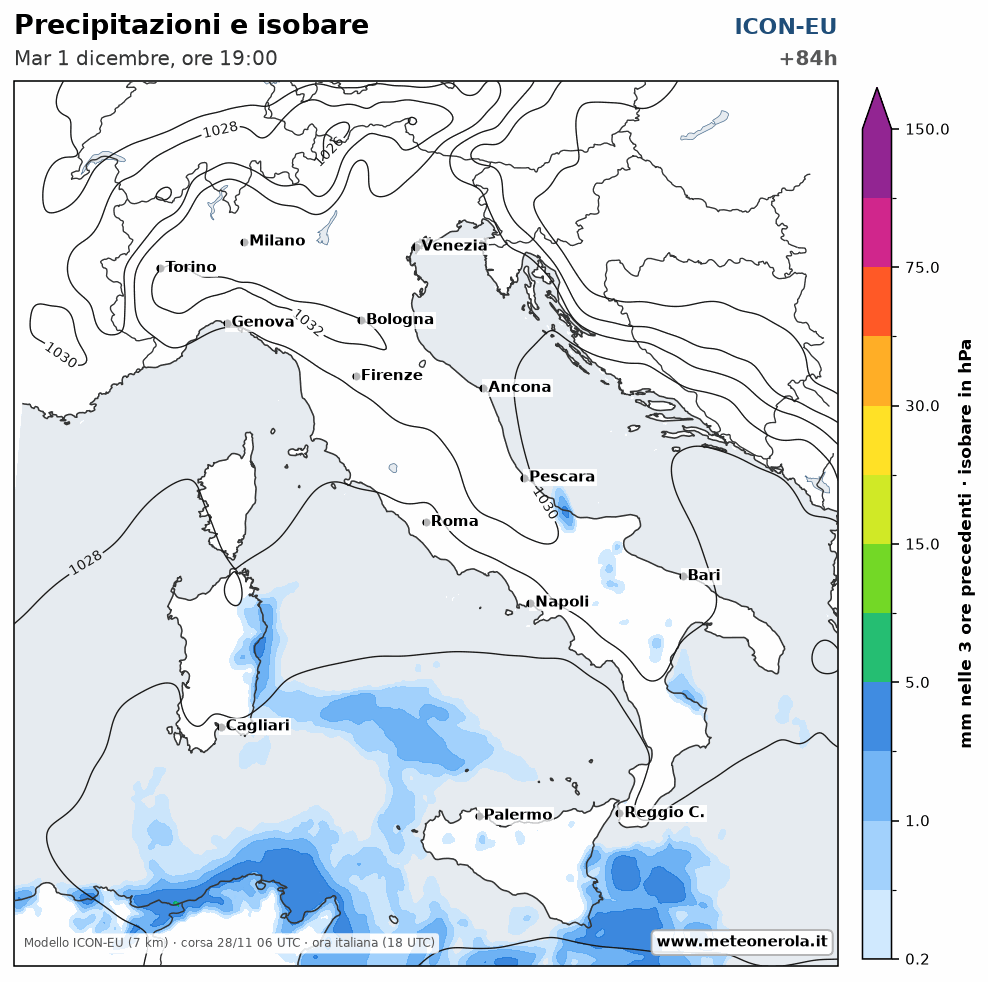 Precipitazioni e isobare
ICON-EU
Mar 1 dicembre, ore 19:00
+84h
1028
1026
Milano
Venezia
Torino
Genova
1032
Bologna
1030
Firenze
Ancona
Pescara
1030
Roma
1028
Bari
Napoli
Cagliari
Palermo
Reggio C.
Modello ICON-EU (7 km) · corsa 28/11 06 UTC · ora italiana (18 UTC)
www.meteonerola.it
150.0
75.0
30.0
15.0
5.0
1.0
0.2
mm nelle 3 ore precedenti · isobare in hPa